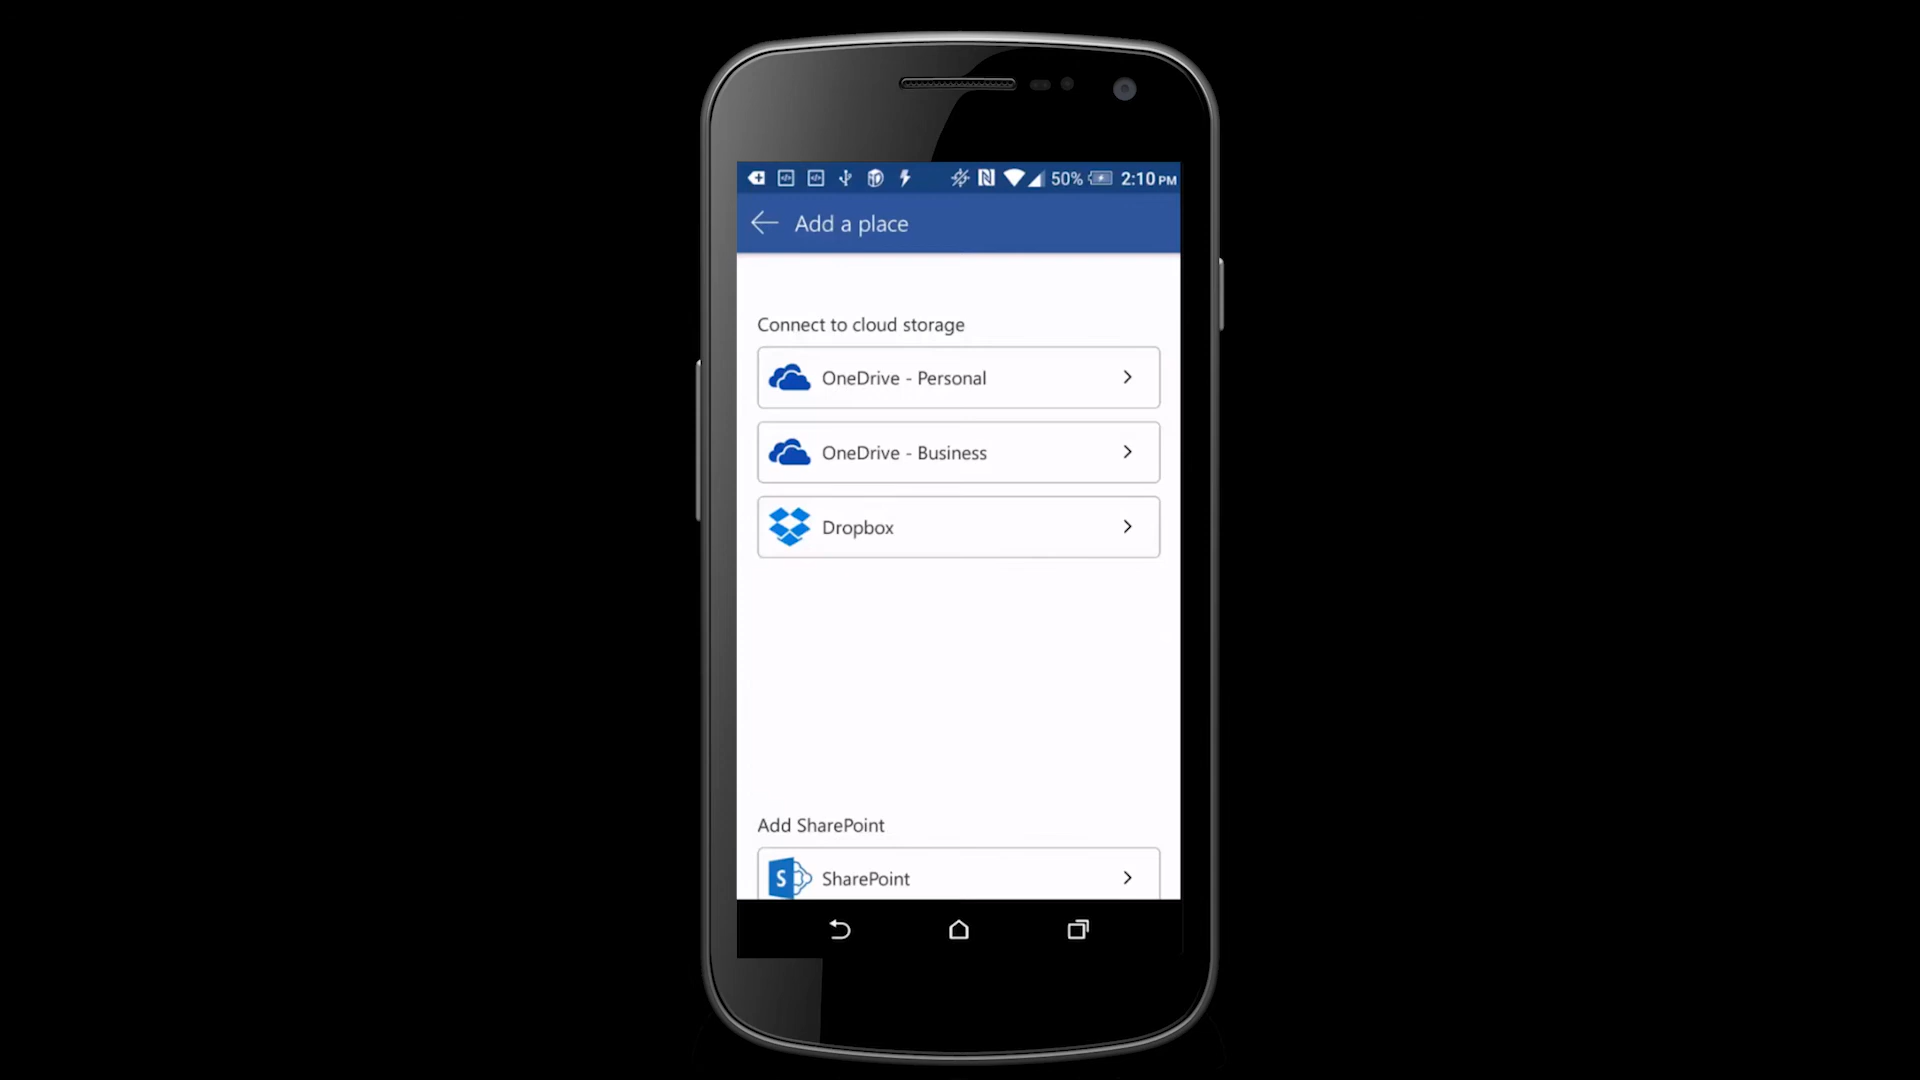 50% 2:10 PM
Add a place
Connect to cloud storage
OneDrive - Personal
OneDrive - Business
Dropbox
Add SharePoint
S SharePoint